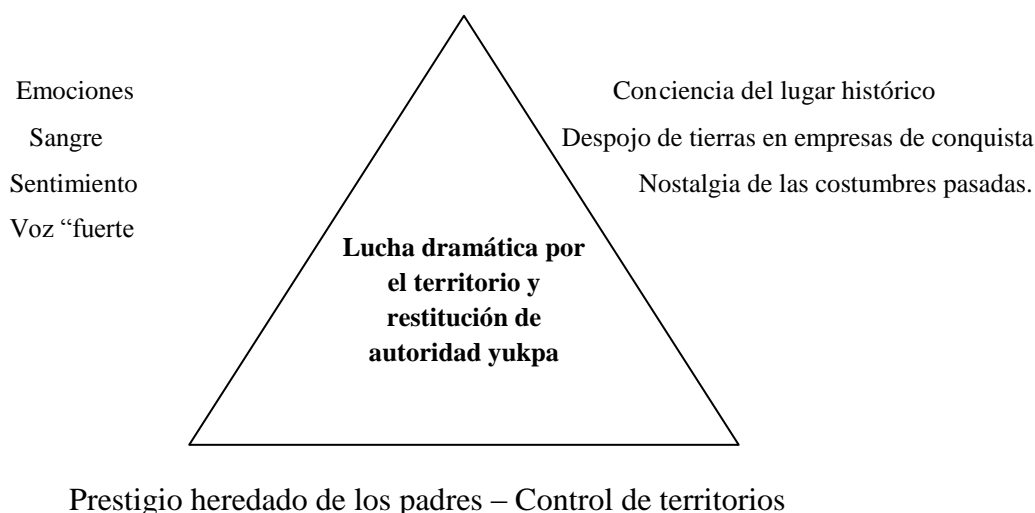 Emociones
Sangre
Sentimiento
Voz “fuerte
Conciencia del lugar histórico
Despojo de tierras en empresas de conquista
Nostalgia de las costumbres pasadas.
Lucha dramática por
el territorio y
restitución de
autoridad yukpa
Prestigio heredado de los padres – Control de territorios